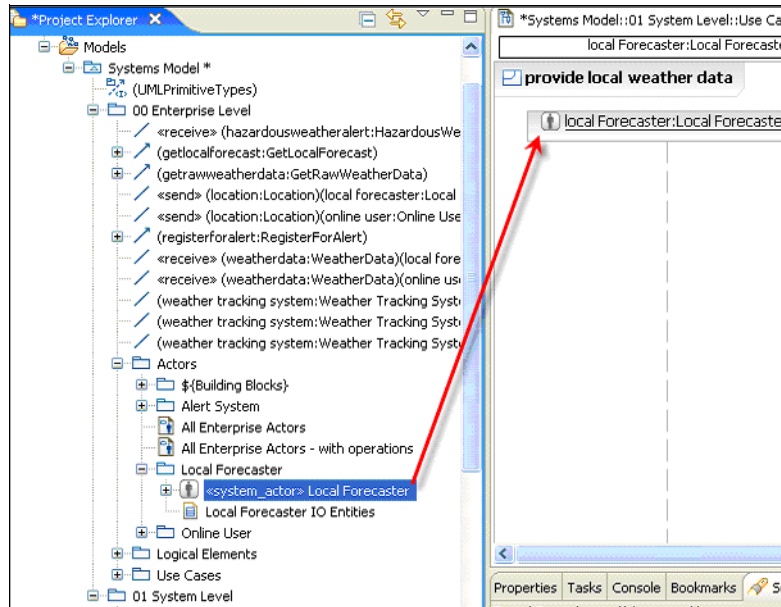 *Project Explorer
Models
Systems Model *
(UMLPrimitiveTypes)
00 Enterprise Level
«receive» (hazardousweatheralert:HazardousWe
(getlocalforecast:GetLocalForecast)
(getrawweatherdata:GetRawWeatherData)
«send» (location:Location)(local forecaster:Local
«send» (location:Location)(online user:Online Use
(registerforalert:RegisterForAlert)
«receive» (weatherdata:WeatherData)(local fore
«receive» (weatherdata:WeatherData)(online us
(weather tracking system:Weather Tracking Syst
(weather tracking system:Weather Tracking Syst
(weather tracking system:Weather Tracking Syst
Actors
${Building Blocks}
Alert System
All Enterprise Actors
All Enterprise Actors - with operations
Local Forecaster
«system_actor» Local Forecaster
Local Forecaster IO Entities
Online User
Logical Elements
Use Cases
01 System Level
*Systems Model::01 System Level::Use Ca
local Forecaster:Local Forecast
provide local weather data
local Forecaster:Local Forecaste
Properties Tasks Console Bookmarks S